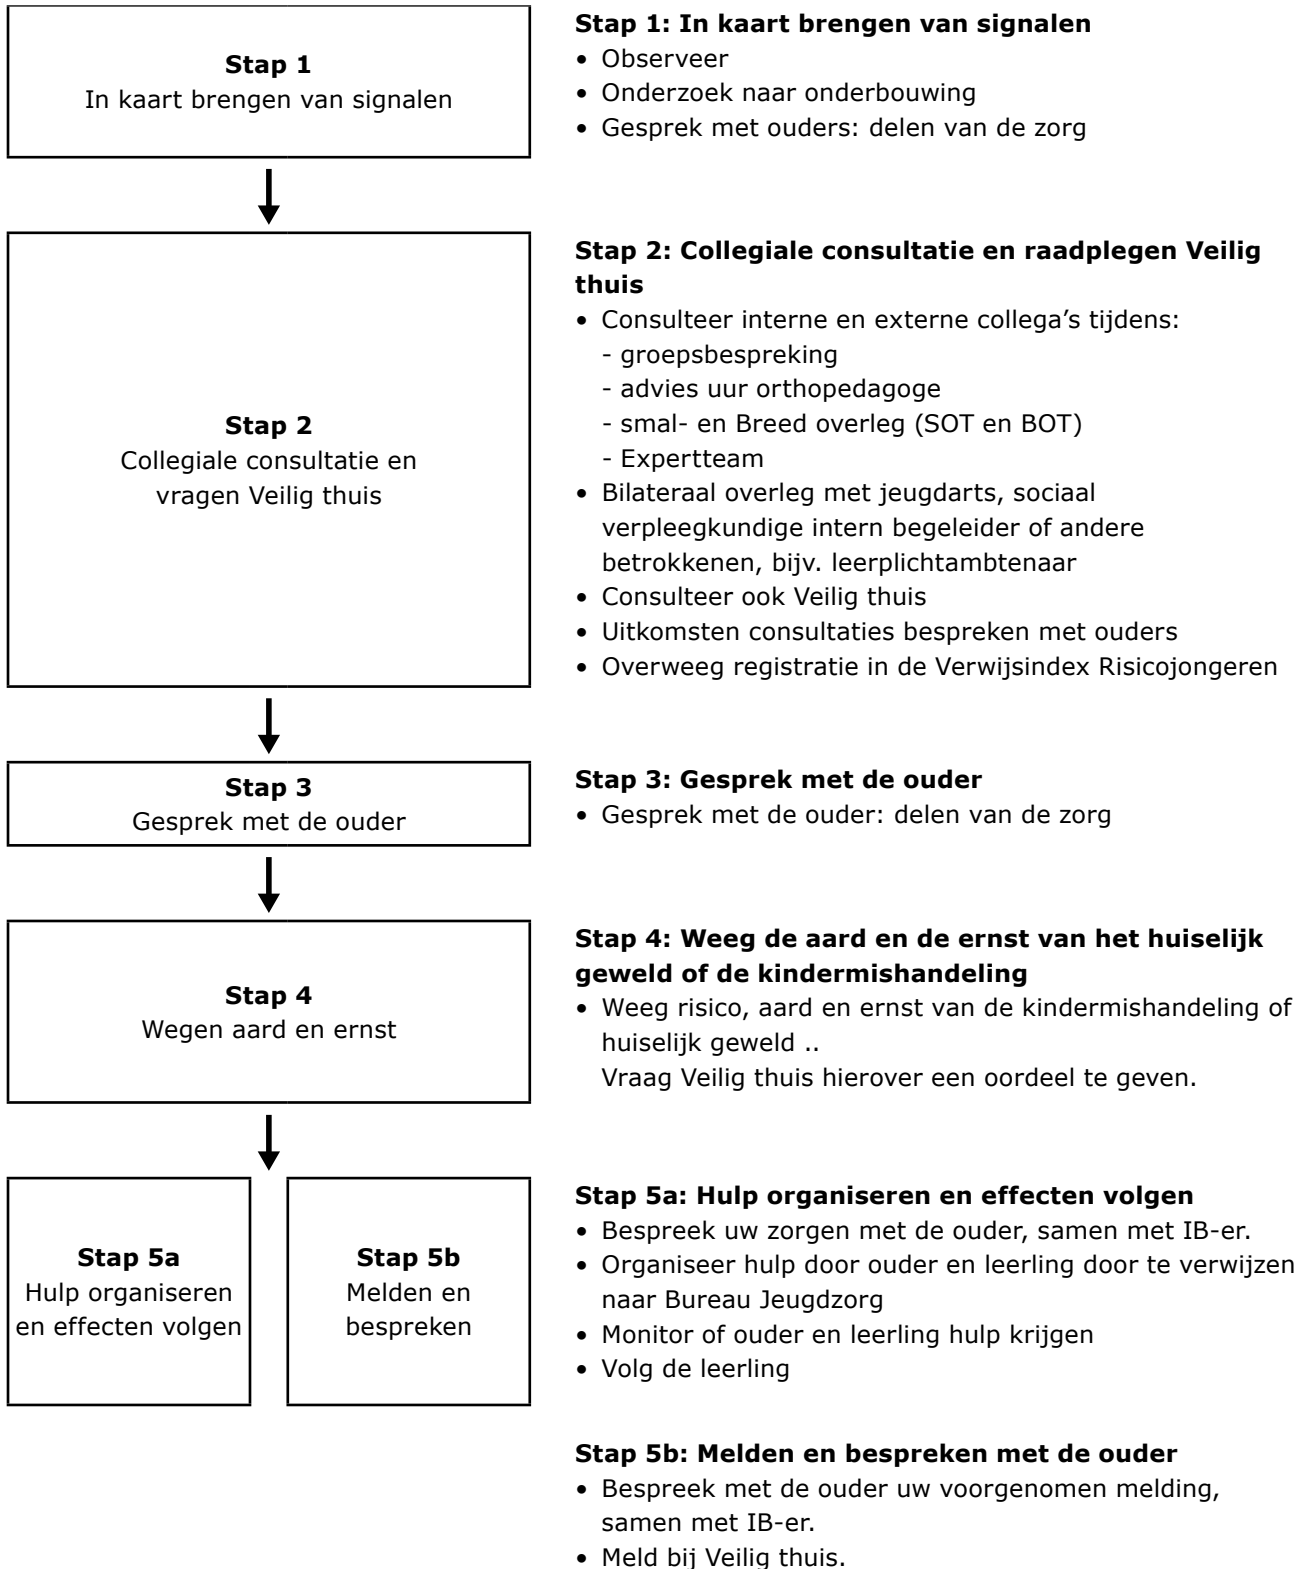 Stap 1
In kaart brengen van signalen
Stap 1: In kaart brengen van signalen
• Observeer
• Onderzoek naar onderbouwing
• Gesprek met ouders: delen van de zorg
Stap 2
Collegiale consultatie en
vragen Veilig thuis
Stap 2: Collegiale consultatie en raadplegen Veilig
thuis
• Consulteer interne en externe collega's tijdens:
- groepsbespreking
- advies uur orthopedagoge
- smal- en Breed overleg (SOT en BOT)
- Expertteam
• Bilateraal overleg met jeugdarts, sociaal
verpleegkundige intern begeleider of andere
betrokkenen, bijv. leerplichtambtenaar
• Consulteer ook Veilig thuis
• Uitkomsten consultaties bespreken met ouders
• Overweeg registratie in de Verwijsindex Risicojongeren
Stap 3
Gesprek met de ouder
Stap 3: Gesprek met de ouder
• Gesprek met de ouder: delen van de zorg
Stap 4
Wegen aard en ernst
Stap 4: Weeg de aard en de ernst van het huiselijk
geweld of de kindermishandeling
• Weeg risico, aard en ernst van de kindermishandeling of
huiselijk geweld ..
Vraag Veilig thuis hierover een oordeel te geven.
Stap 5a
Hulp organiseren
en effecten volgen
Stap 5b
Melden en
bespreken
Stap 5a: Hulp organiseren en effecten volgen
• Bespreek uw zorgen met de ouder, samen met IB-er.
• Organiseer hulp door ouder en leerling door te verwijzen
naar Bureau Jeugdzorg
• Monitor of ouder en leerling hulp krijgen
• Volg de leerling
Stap 5b: Melden en bespreken met de ouder
• Bespreek met de ouder uw voorgenomen melding,
samen met IB-er.
• Meld bij Veilig thuis.